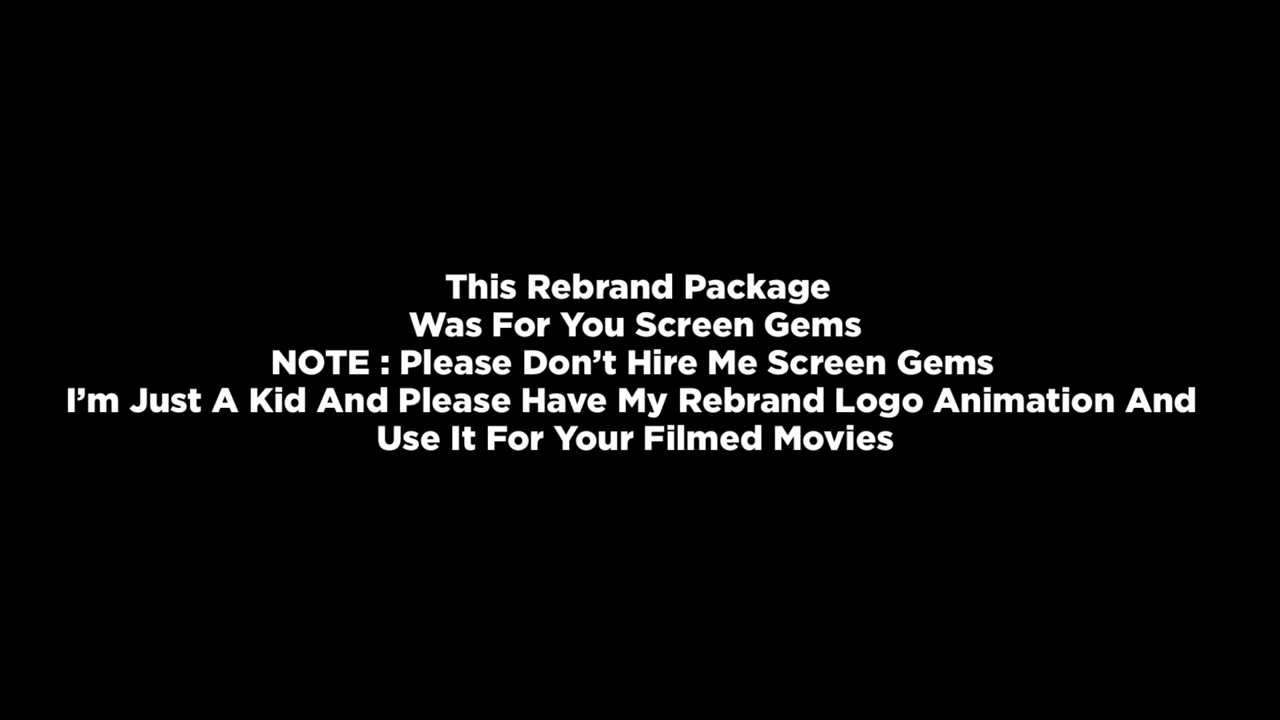 This Rebrand Package
Was For You Screen Gems
NOTE : Please Don’t Hire Me Screen Gems
I’m Just A Kid And Please Have My Rebrand Logo Animation And
Use It For Your Filmed Movies